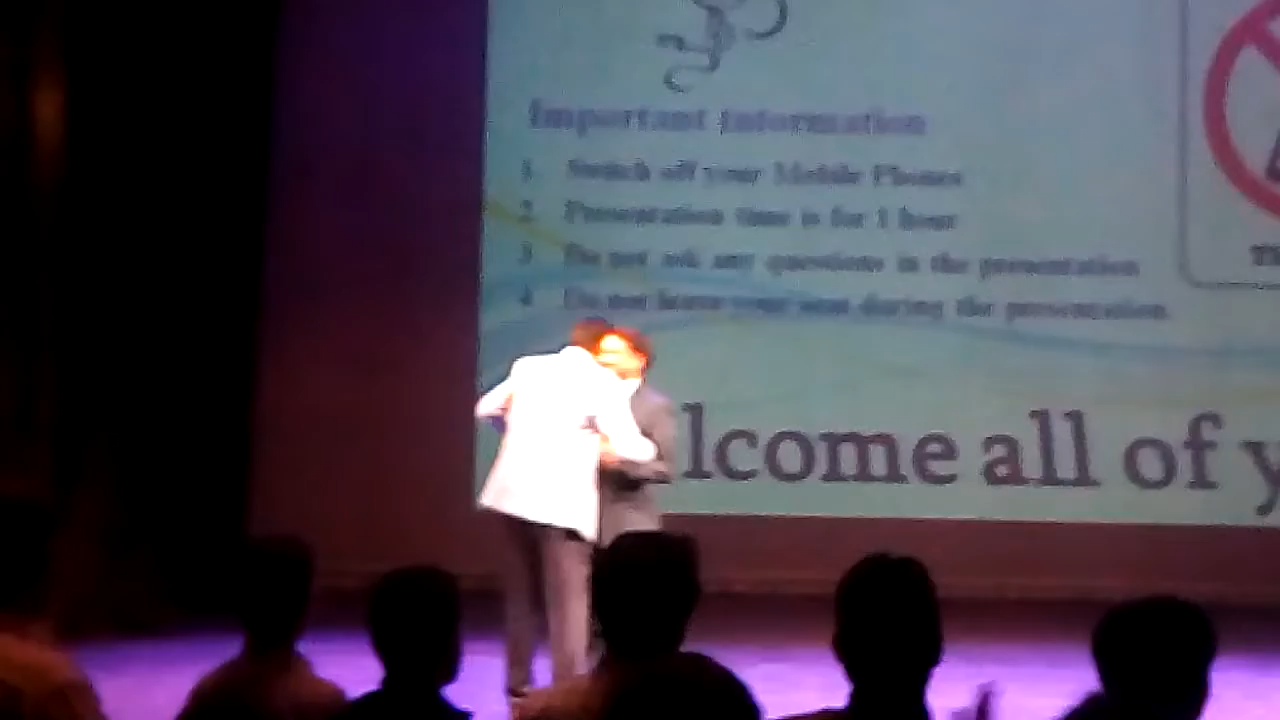 Important information
1. Switch off your Mobile Phones
2. Presentation time is for 1 hour
3. Do not ask any questions in the presentation
4. Do not leave your seat during the presentation.
lcome all of y